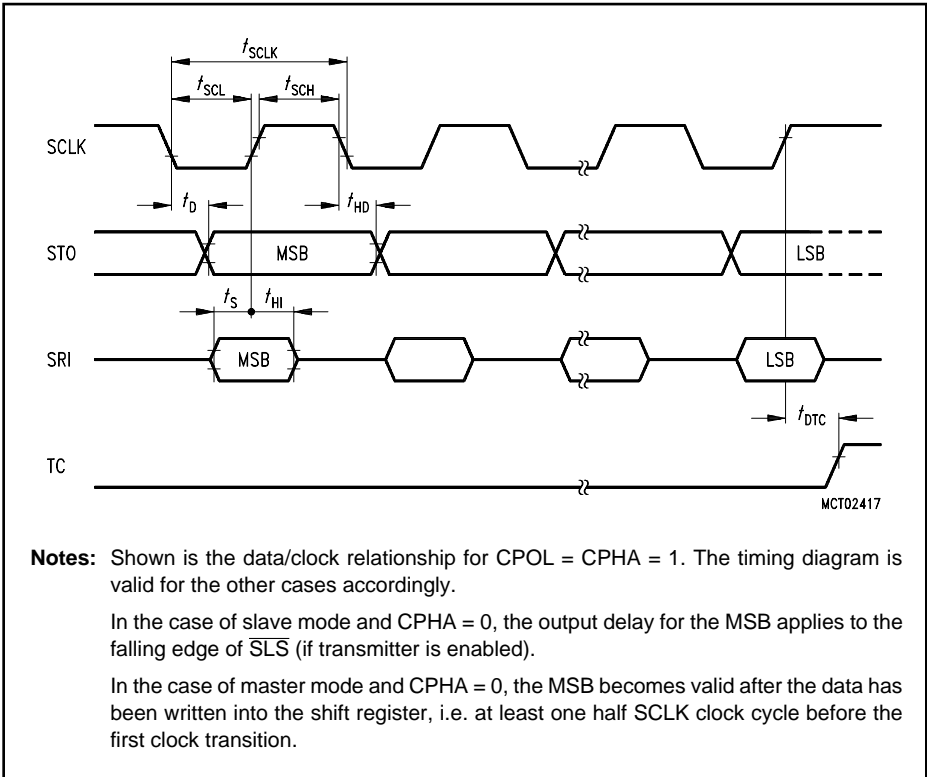 tSCLK
tSCL tSCH
SCLK
tD tHD
STO MSB LSB
tS tHI
SRI MSB LSB
tDTC
TC
MCT02417
Notes: Shown is the data/clock relationship for CPOL = CPHA = 1. The timing diagram is
valid for the other cases accordingly.
In the case of slave mode and CPHA = 0, the output delay for the MSB applies to the
falling edge of S̅L̅S̅ (if transmitter is enabled).
In the case of master mode and CPHA = 0, the MSB becomes valid after the data has
been written into the shift register, i.e. at least one half SCLK clock cycle before the
first clock transition.